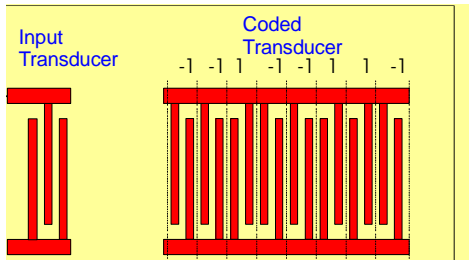 Input
Transducer
Coded
Transducer
-1 -1 1 -1 -1 1 1 -1